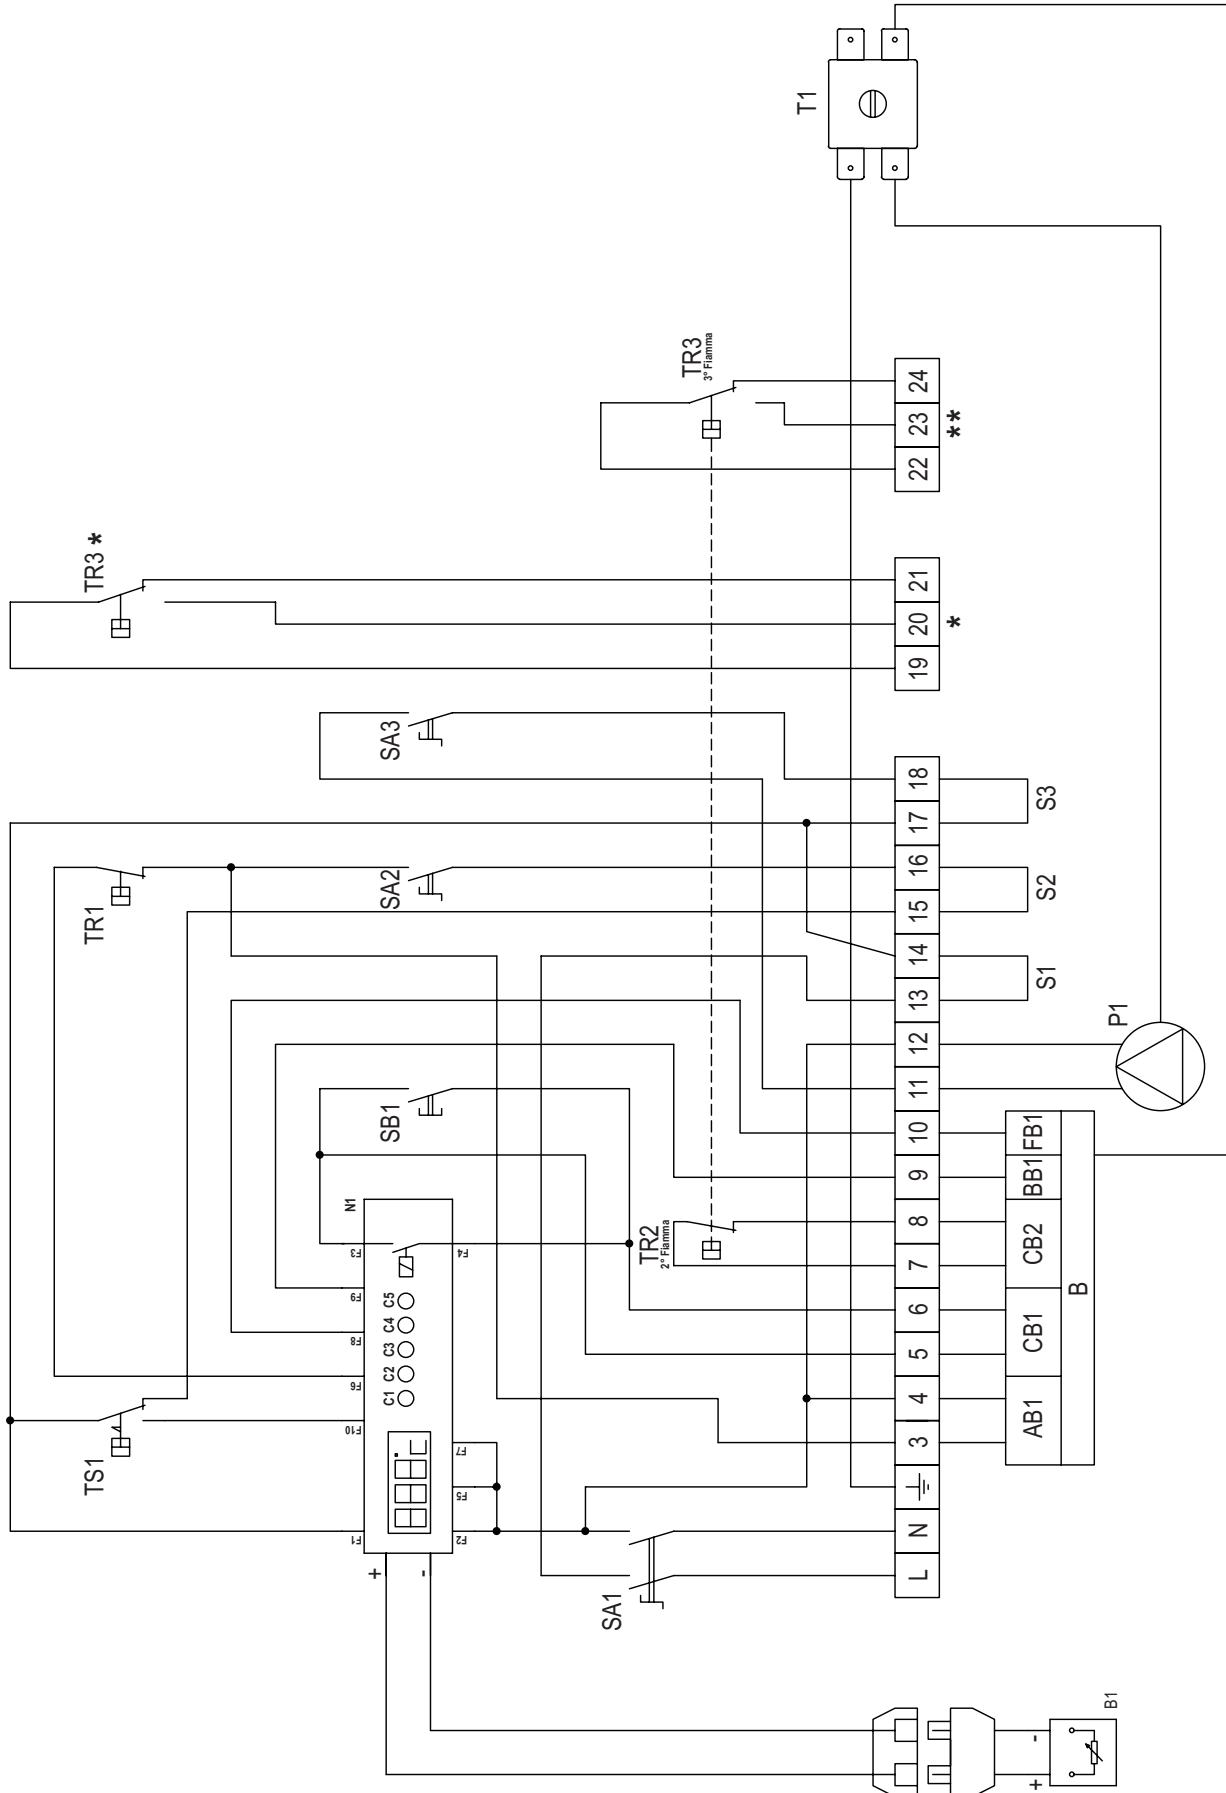 T1
TR3
3° Fiamma
24
23
22
**
TR3 *
21
20
19
*
SA3
18
17
16
15
14
13
12
11
10
9
8
7
6
5
4
3
N
L
S3
S2
S1
P1
TR1
SA2
SB1
TR2
2° Fiamma
N1
F3
F4
F9
F8
F6
F10
F1
F7
F5
F2
C5
C4
C3
C2
C1
+
-
TS1
SA1
FB1
BB1
CB2
CB1
AB1
B
B1
-
+